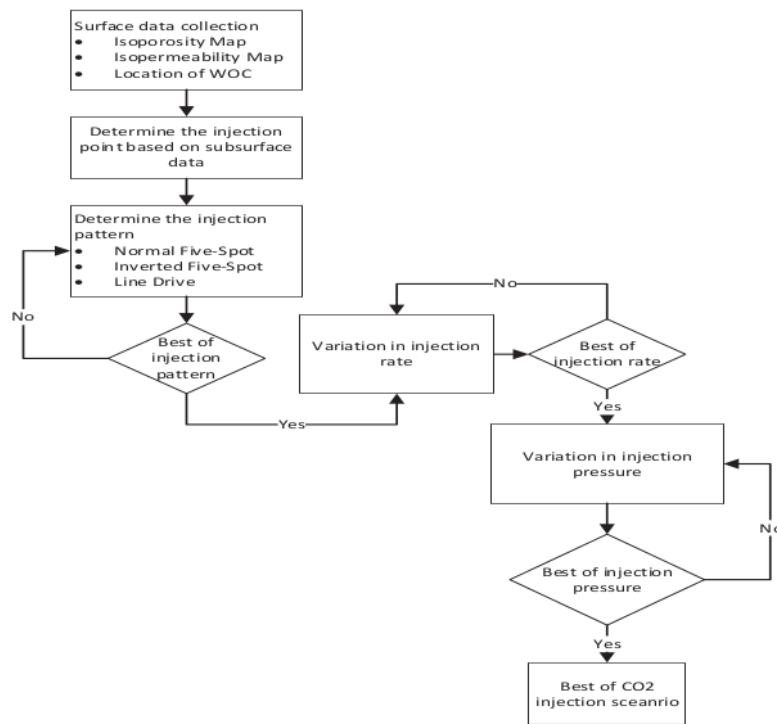 Surface data collection
● Isoporosity Map
● Isopermeability Map
● Location of WOC
Determine the injection
point based on subsurface
data
Determine the injection
pattern
● Normal Five-Spot
● Inverted Five-Spot
● Line Drive
No
Best of
injection
pattern
Yes
No
Variation in injection
rate
Best of
injection rate
Yes
Variation in injection
pressure
No
Best of injection
pressure
Yes
Best of CO2
injection sceanrio